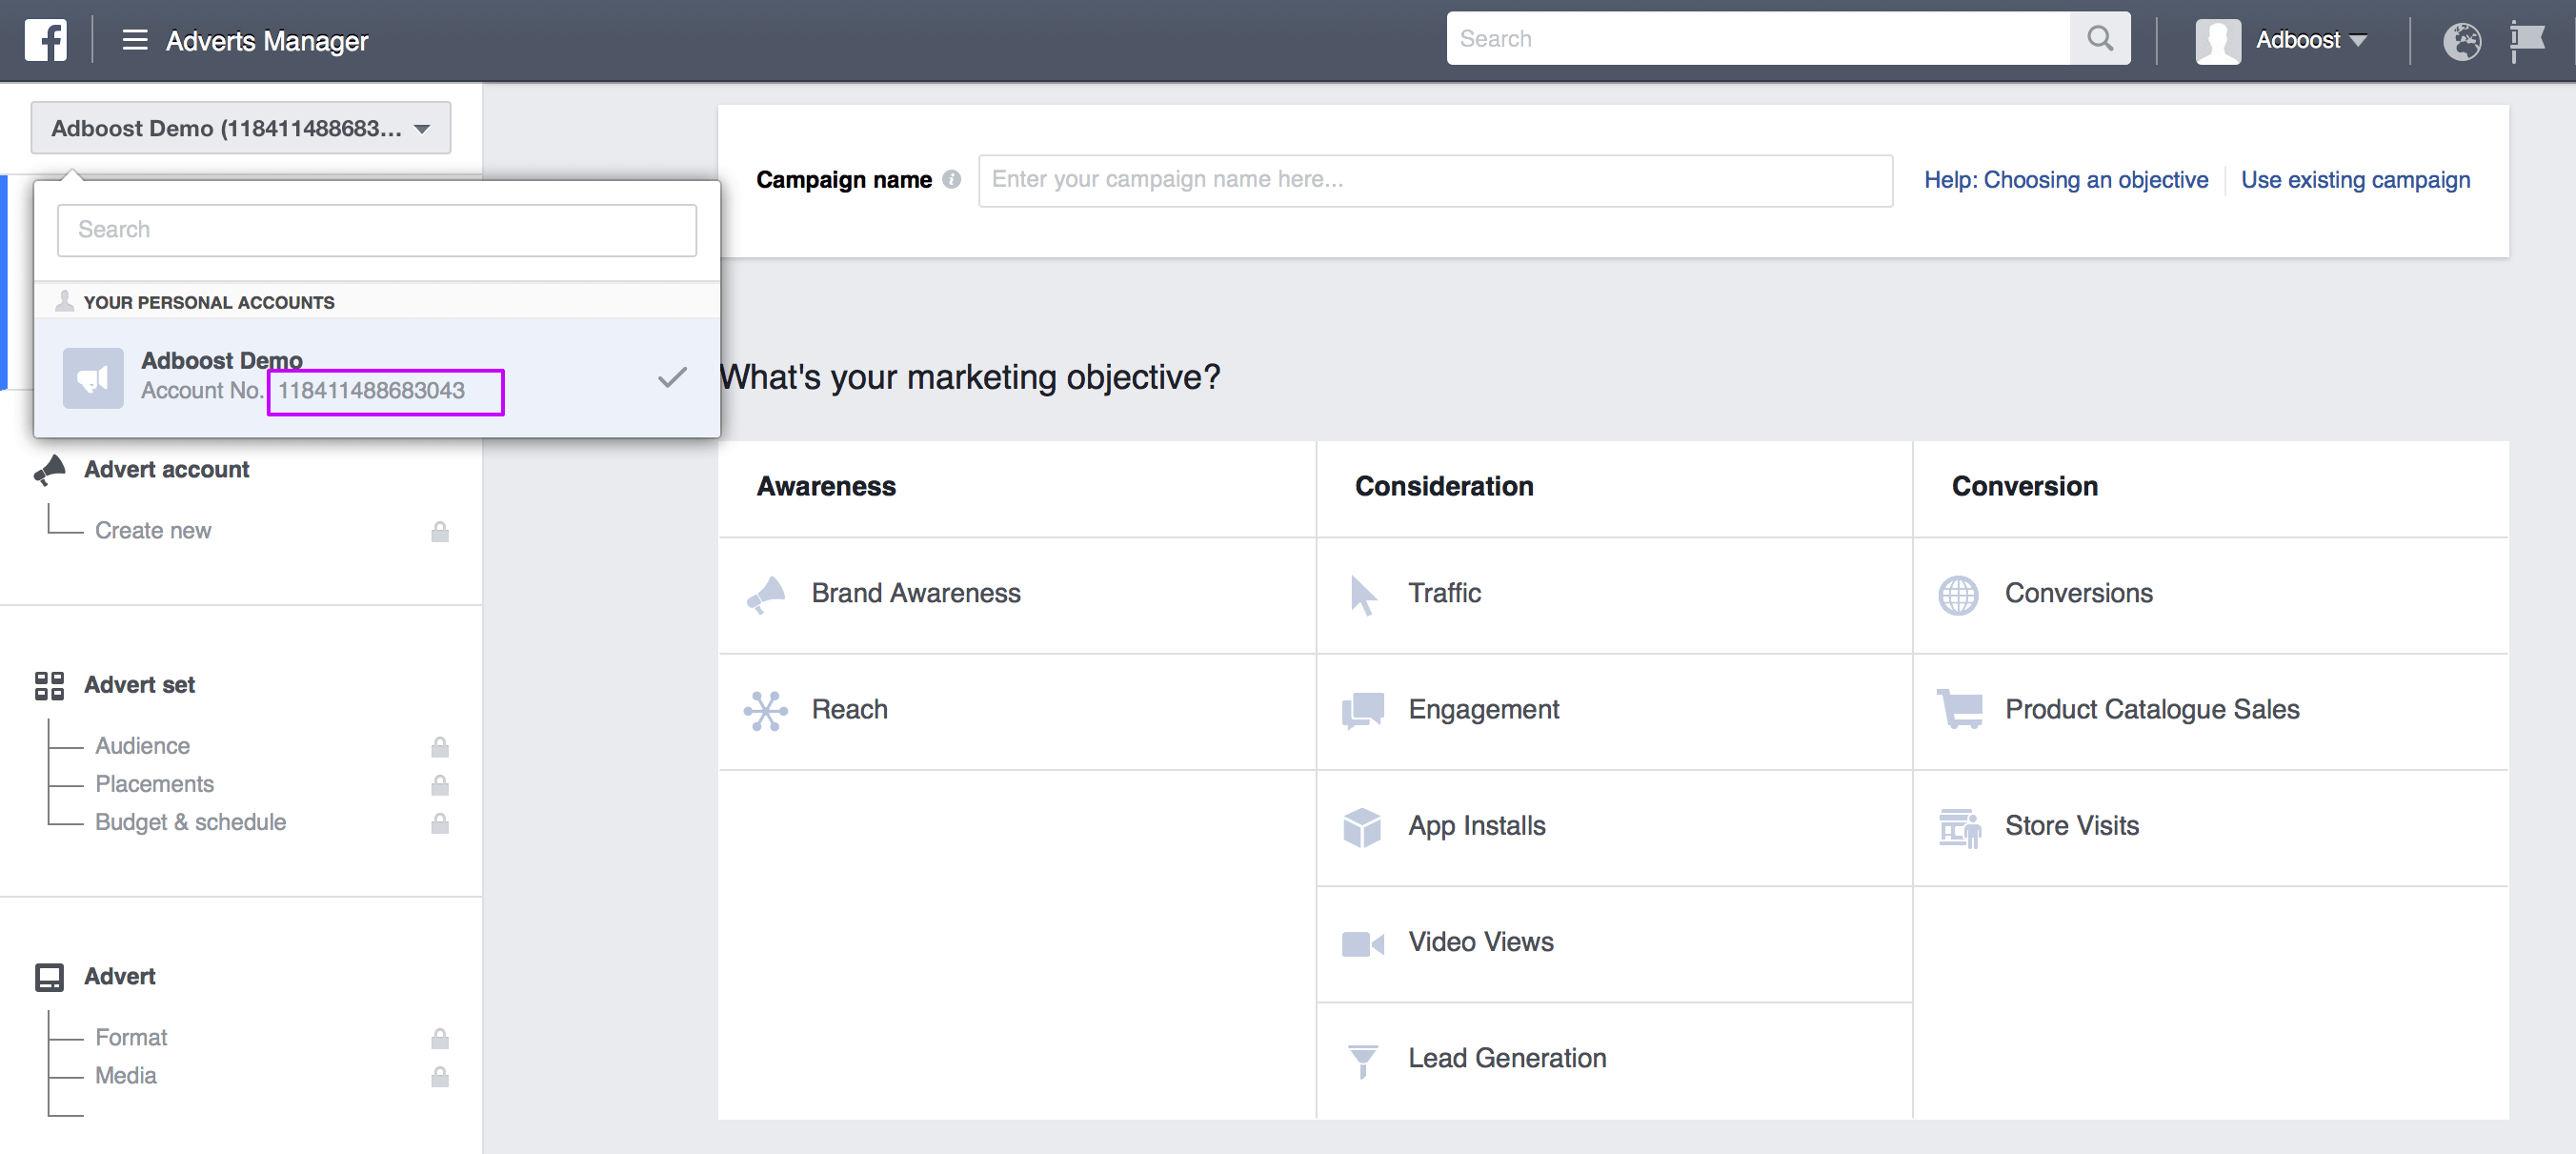 Adverts Manager
Search
Adboost
Adboost Demo (118411488683...
Search
YOUR PERSONAL ACCOUNTS
Adboost Demo
Account No. 118411488683043
Campaign name
Enter your campaign name here...
Help: Choosing an objective
Use existing campaign
What's your marketing objective?
Advert account
Create new
Advert set
Audience
Placements
Budget & schedule
Advert
Format
Media
Awareness
Brand Awareness
Reach
Consideration
Traffic
Engagement
App Installs
Video Views
Lead Generation
Conversion
Conversions
Product Catalogue Sales
Store Visits